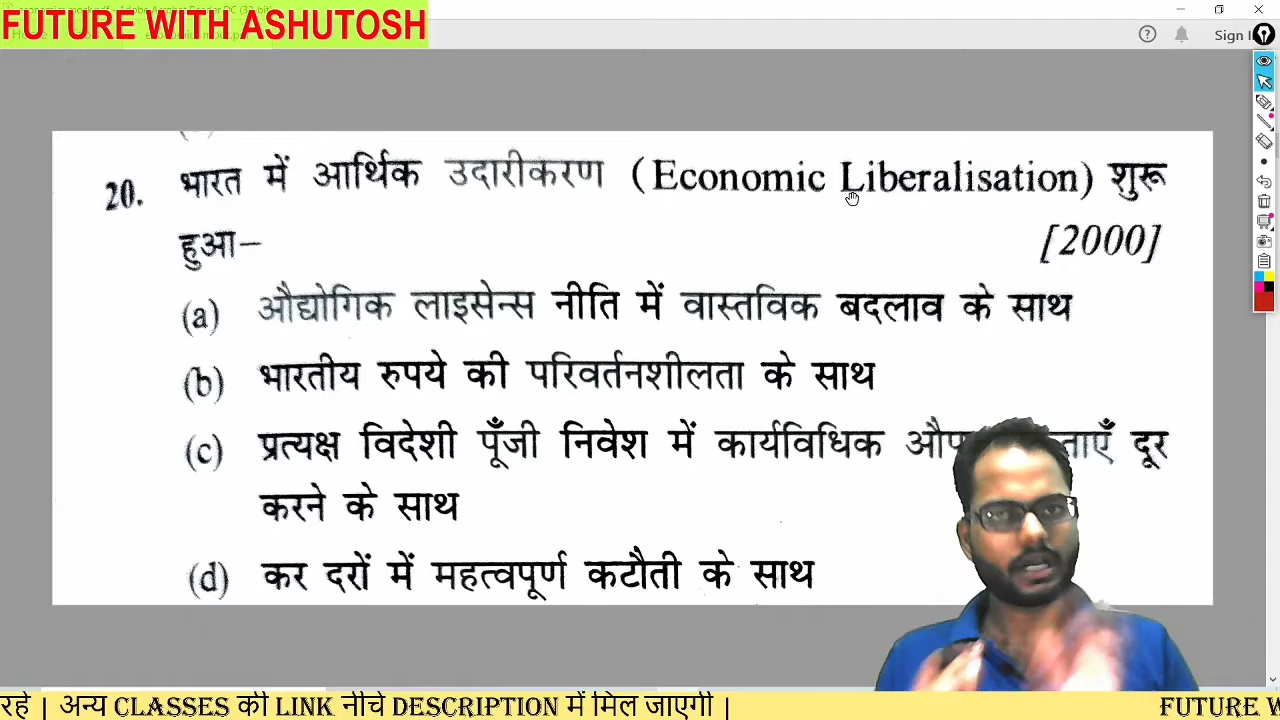 FUTURE WITH ASHUTOSH
Sign I
20. भारत में आर्थिक उदारीकरण (Economic Liberalisation) शुरू
हुआ– [2000]
(a) औद्योगिक लाइसेन्स नीति में वास्तविक बदलाव के साथ
(b) भारतीय रुपये की परिवर्तनशीलता के साथ
(c) प्रत्यक्ष विदेशी पूँजी निवेश में कार्यविधिक दूर
करने के साथ
(d) कर दरों में महत्वपूर्ण कटौती के साथ
रहे | अन्य CLASSES की LINK नीचे DESCRIPTION में मिल जाएगी | FUTURE W